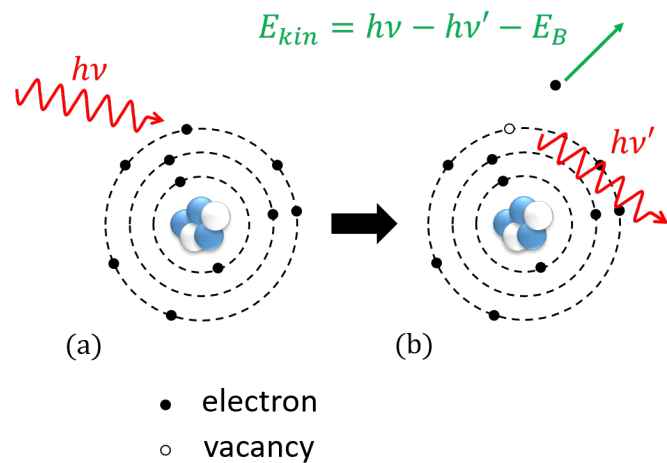 E_kin = hν − hν′ − E_B
hν
hν′
(a)
(b)
electron
vacancy